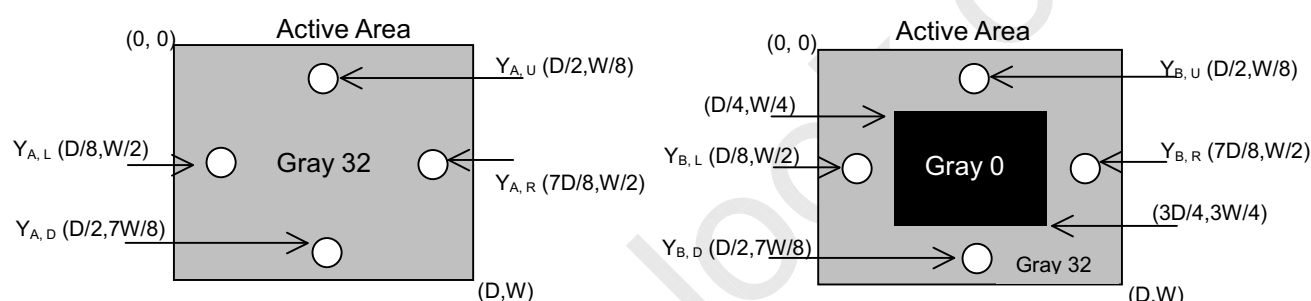 Active Area
(0, 0)
Y_A, U (D/2,W/8)
Y_A, L (D/8,W/2)
Gray 32
Y_A, R (7D/8,W/2)
Y_A, D (D/2,7W/8)
(D,W)
Active Area
(0, 0)
Y_B, U (D/2,W/8)
(D/4,W/4)
Y_B, L (D/8,W/2)
Gray 0
Y_B, R (7D/8,W/2)
(3D/4,3W/4)
Y_B, D (D/2,7W/8)
Gray 32
(D,W)